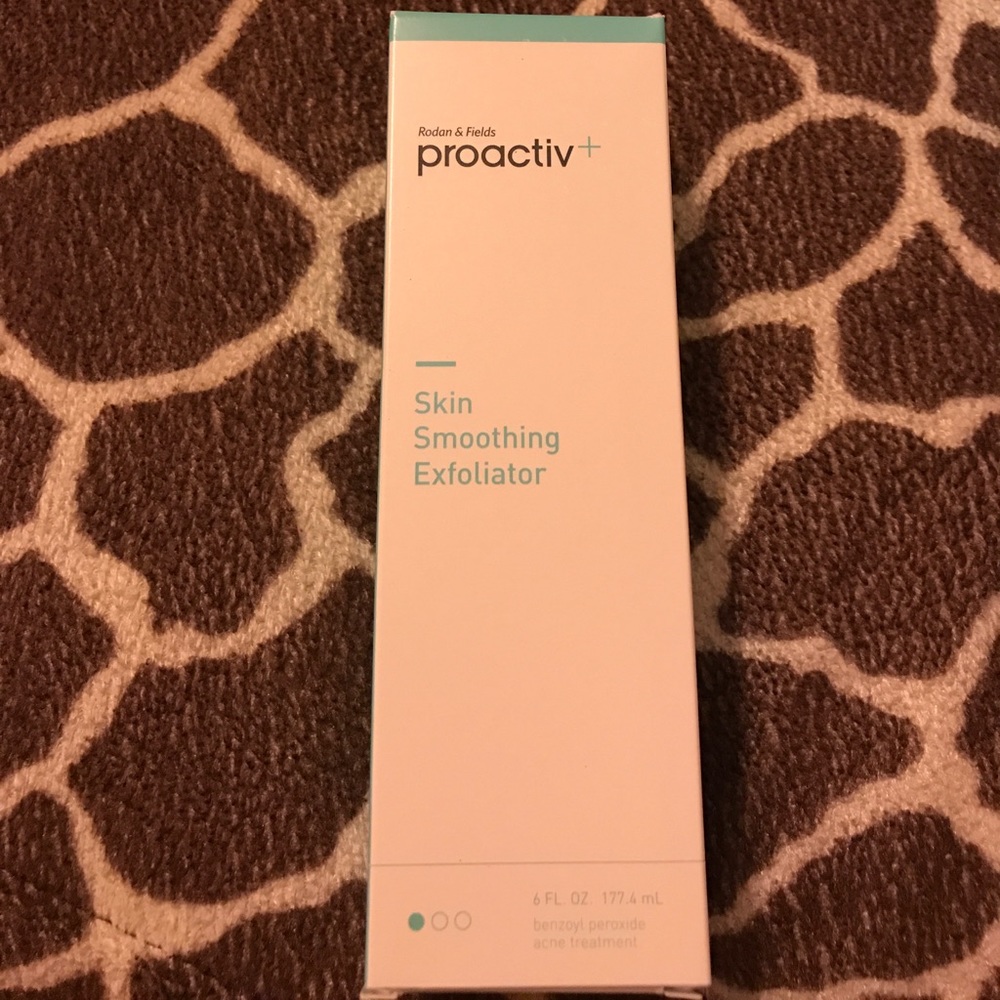 Rodan & Fields
proactiv+
Skin
Smoothing
Exfoliator
6 FL. OZ. 177.4 mL
benzoyl peroxide
acne treatment